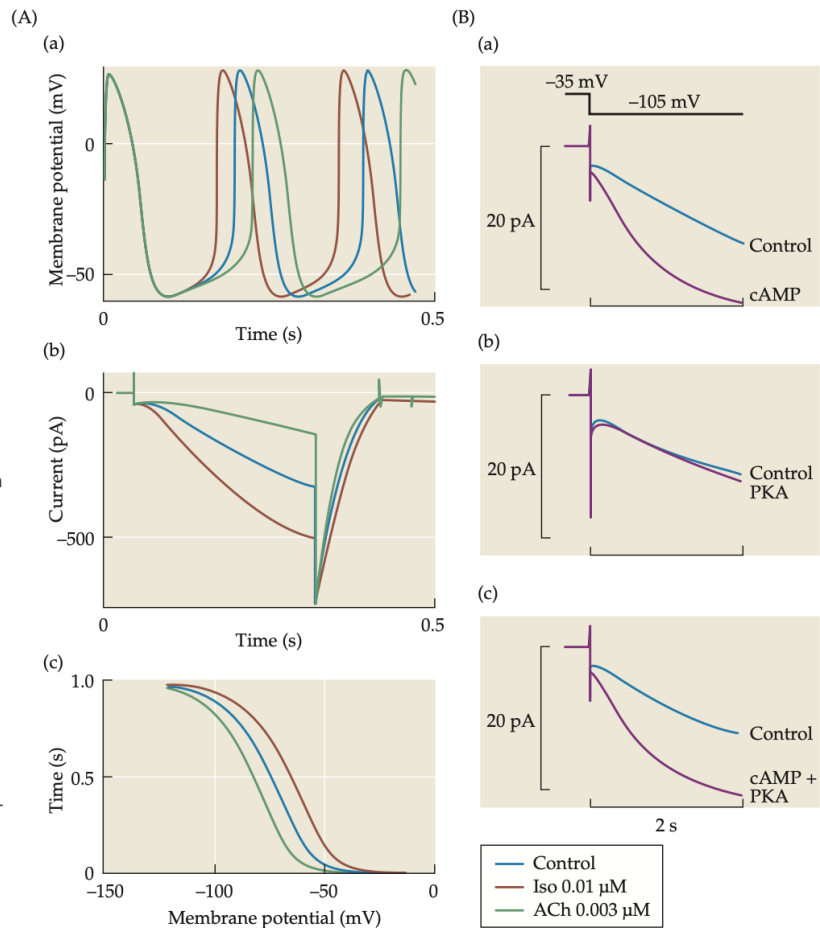 (A)
(a)
Membrane potential (mV)
0
−50
0
0.5
Time (s)
(b)
Current (pA)
0
−500
0
0.5
Time (s)
(c)
Time (s)
1.0
0.5
0
−150
−100
−50
0
Membrane potential (mV)
(B)
(a)
−35 mV
−105 mV
20 pA
Control
cAMP
(b)
20 pA
Control
PKA
(c)
20 pA
Control
cAMP +
PKA
2 s
Control
Iso 0.01 µM
ACh 0.003 µM